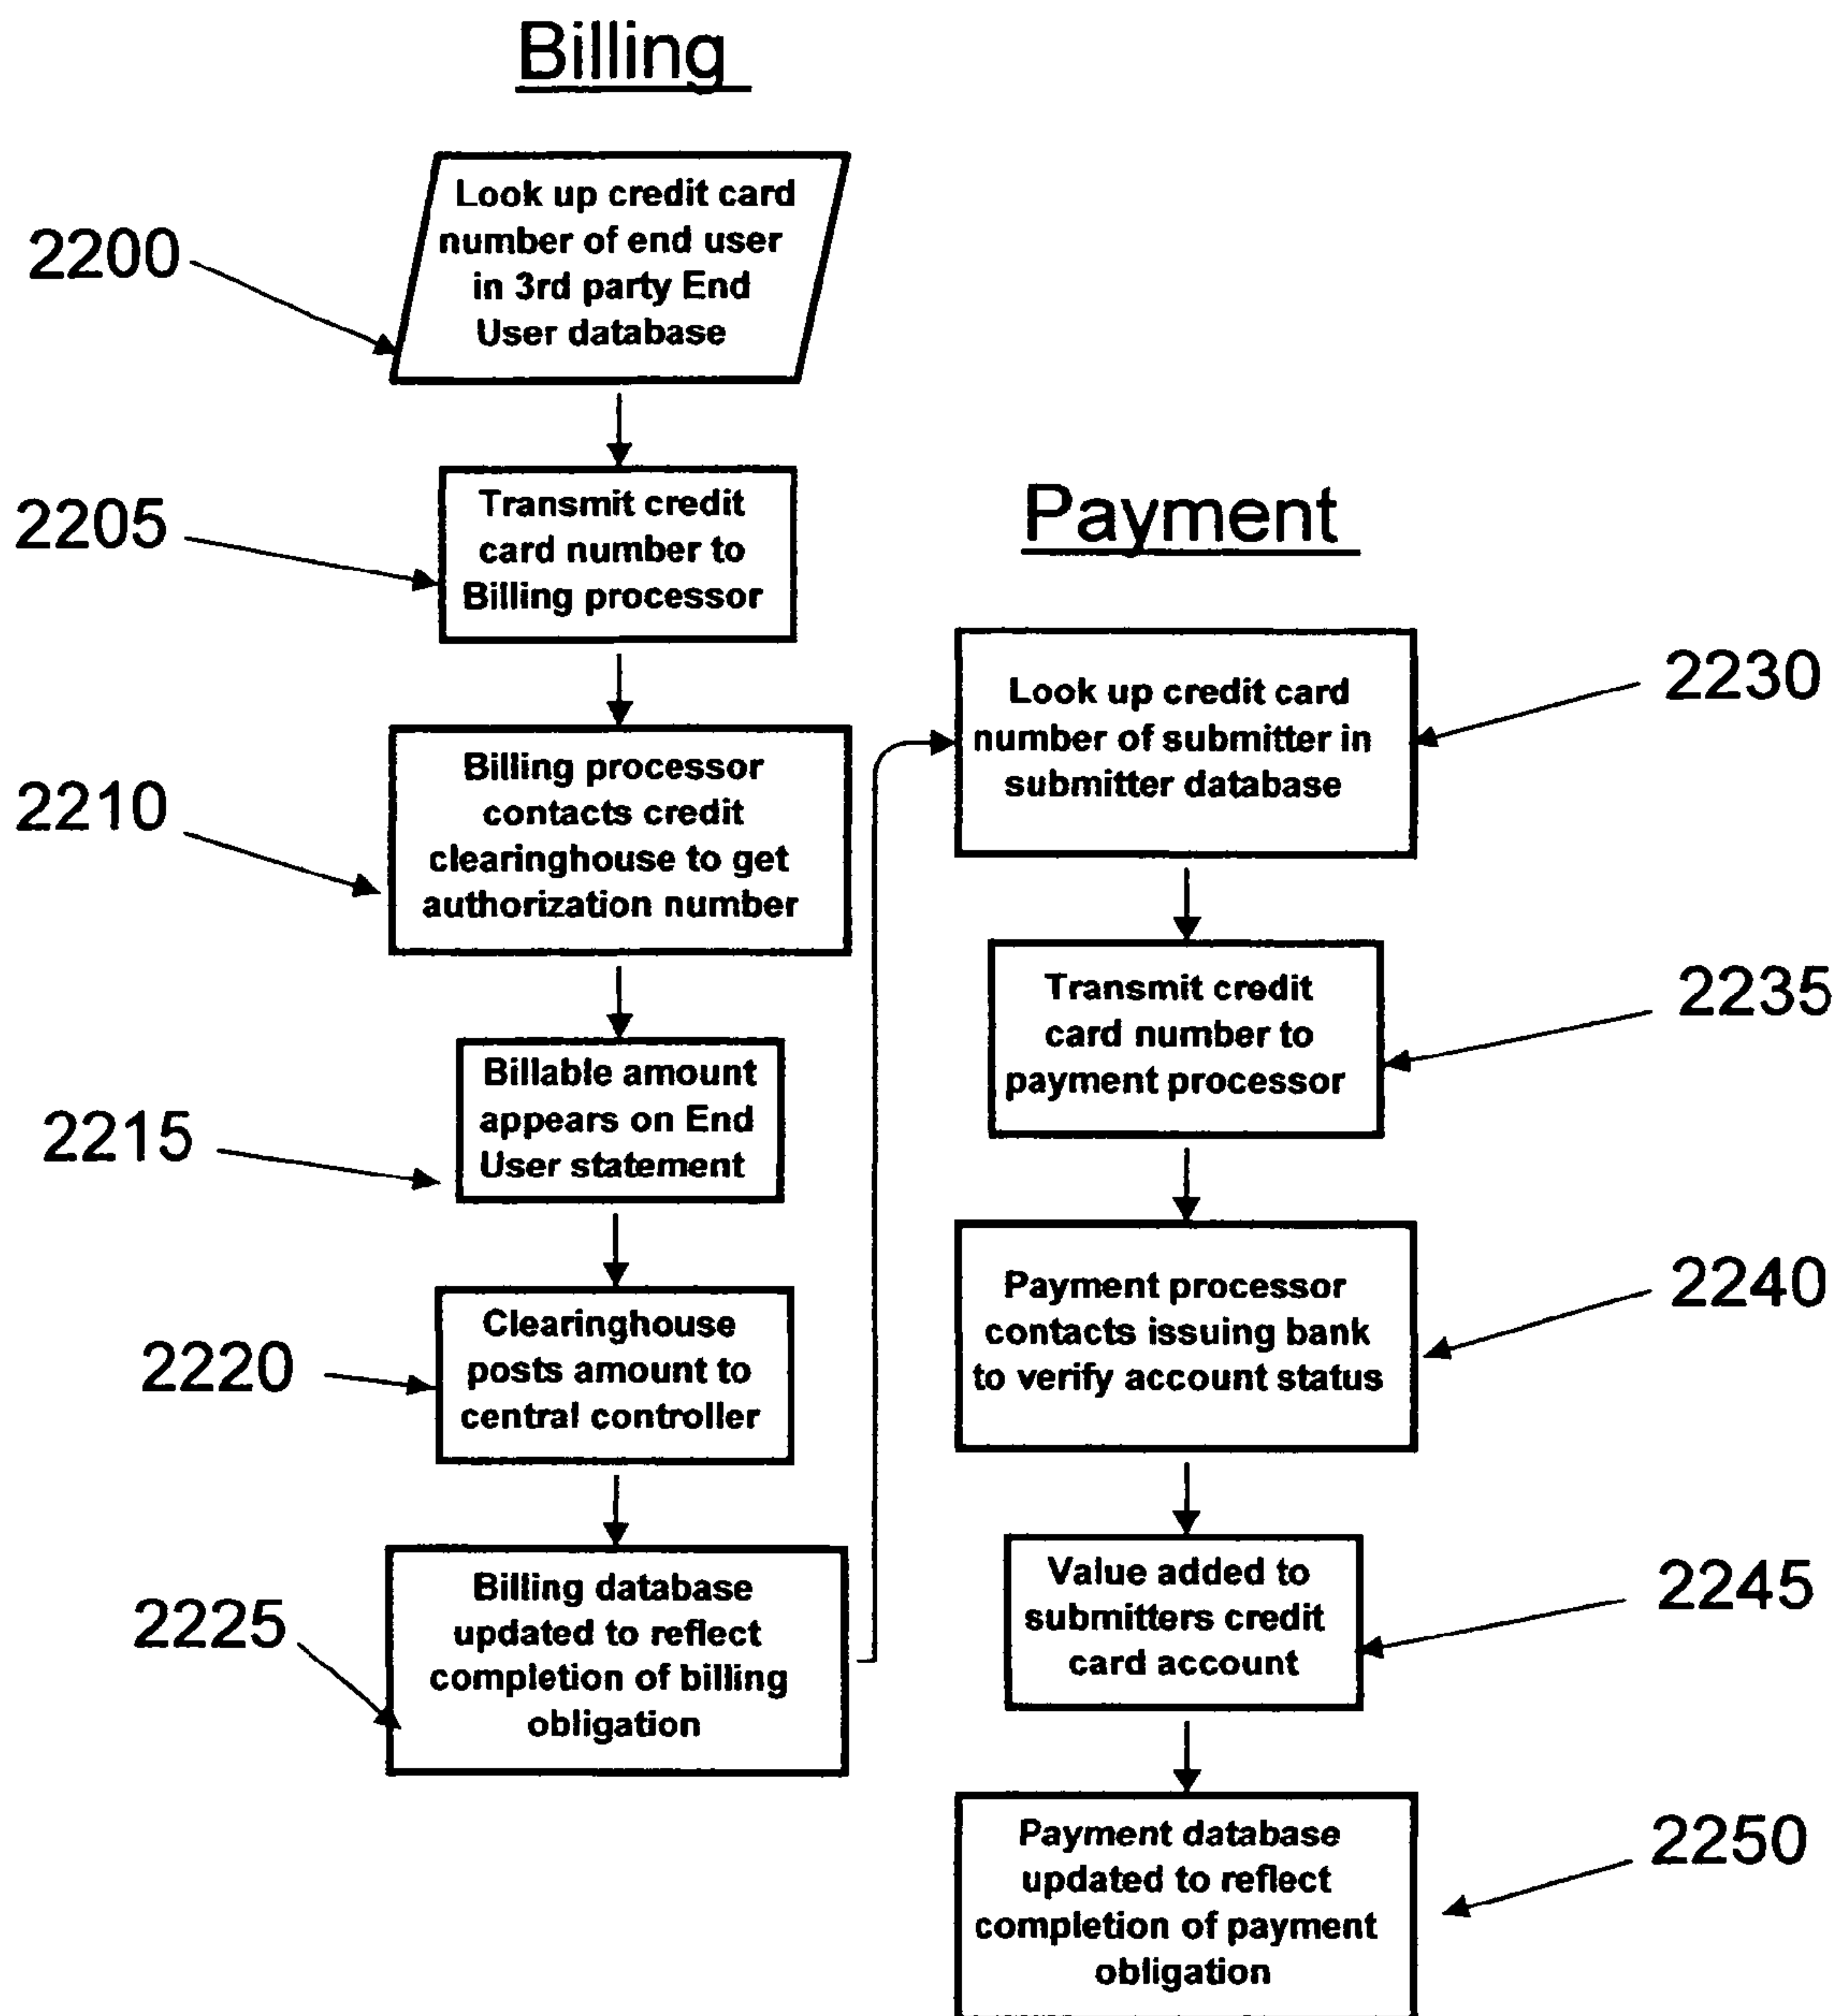 Billing
2200
Look up credit card
number of end user
in 3rd party End
User database
2205
Transmit credit
card number to
Billing processor
2210
Billing processor
contacts credit
clearinghouse to get
authorization number
2215
Billable amount
appears on End
User statement
2220
Clearinghouse
posts amount to
central controller
2225
Billing database
updated to reflect
completion of billing
obligation
Payment
Look up credit card
number of submitter in
submitter database
2230
Transmit credit
card number to
payment processor
2235
Payment processor
contacts issuing bank
to verify account status
2240
Value added to
submitters credit
card account
2245
Payment database
updated to reflect
completion of payment
obligation
2250